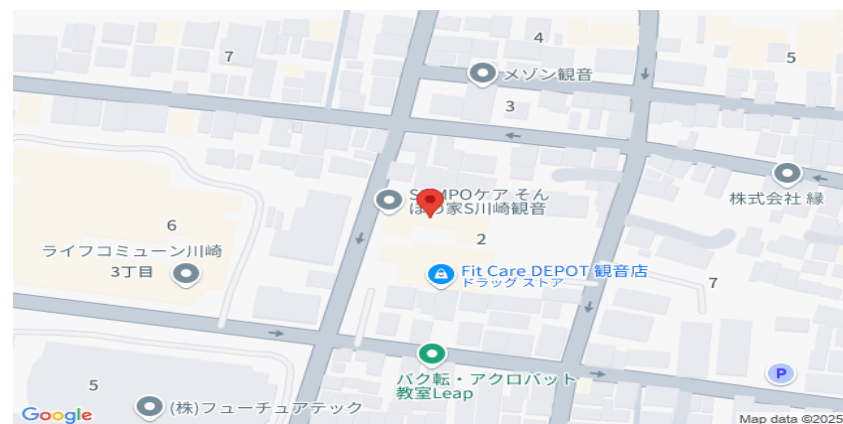 4
7
5
メゾン観音
3
株式会社 縁
SOMPOケア そん
ぽの家S川崎観音
6
2
ライフコミューン川崎
3丁目
Fit Care DEPOT 観音店
ドラッグ ストア
7
P
バク転・アクロバット
教室Leap
5
(株)フューチュアテック
Google
Map data ©2025